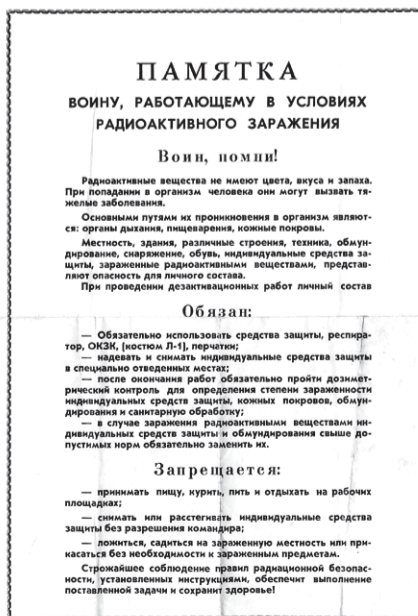 ПАМЯТКА
ВОИНУ, РАБОТАЮЩЕМУ В УСЛОВИЯХ
РАДИОАКТИВНОГО ЗАРАЖЕНИЯ
Воин, помни!
Радиоактивные вещества не имеют цвета, вкуса и запаха.
При попадании в организм человека они могут вызвать тя-
желые заболевания.
Основными путями их проникновения в организм являют-
ся: органы дыхания, пищеварения, кожные покровы.
Местность, здания, различные строения, техника, обмун-
дирование, снаряжение, обувь, индивидуальные средства за-
щиты, зараженные радиоактивными веществами, представ-
ляют опасность для личного состава.
При проведении дезактивационных работ личный состав
Обязан:
— Обязательно использовать средства защиты, респира-
тор, ОКЗК, [костюм Л-1], перчатки;
— надевать и снимать индивидуальные средства защиты
в специально отведенных местах;
— после окончания работ обязательно пройти дозимет-
рический контроль для определения степени зараженности
индивидуальных средств защиты, кожных покровов, обмун-
дирования и санитарную обработку;
— в случае заражения радиоактивными веществами ин-
дивидуальных средств защиты и обмундирования свыше до-
пустимых норм обязательно заменить их.
Запрещается:
— принимать пищу, курить, пить и отдыхать на рабочих
площадках;
— снимать или расстегивать индивидуальные средства
защиты без разрешения командира;
— ложиться, садиться на зараженную местность или при-
касаться без необходимости к зараженным предметам.
Строжайшее соблюдение правил радиационной безопас-
ности, установленных инструкциями, обеспечит выполнение
поставленной задачи и сохранит здоровье!